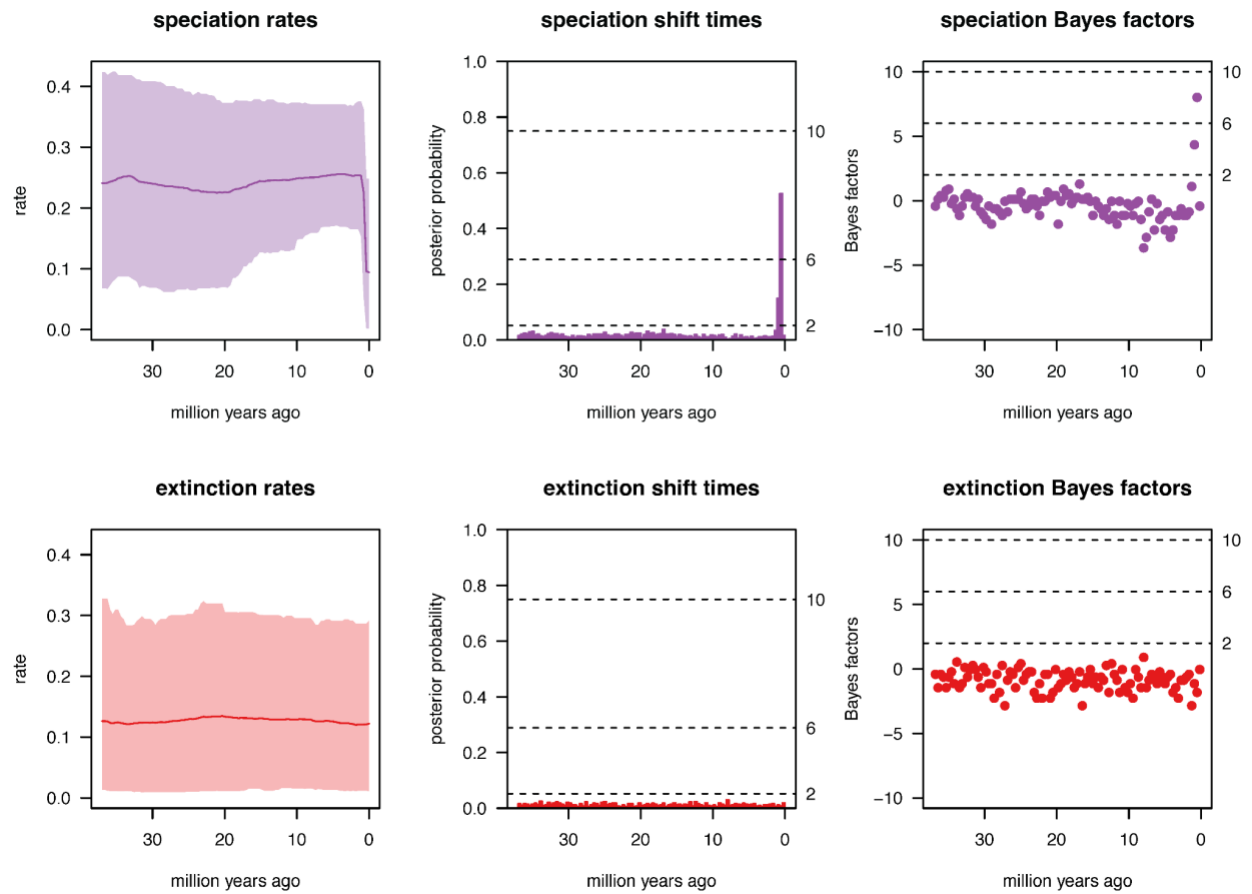 speciation rates
rate
0.4
0.3
0.2
0.1
0.0
30 20 10 0
million years ago
speciation shift times
posterior probability
1.0
0.8
0.6
0.4
0.2
0.0
10
6
2
30 20 10 0
million years ago
speciation Bayes factors
Bayes factors
10
5
0
−5
−10
10
6
2
30 20 10 0
million years ago
extinction rates
rate
0.4
0.3
0.2
0.1
0.0
30 20 10 0
million years ago
extinction shift times
posterior probability
1.0
0.8
0.6
0.4
0.2
0.0
10
6
2
30 20 10 0
million years ago
extinction Bayes factors
Bayes factors
10
5
0
−5
−10
10
6
2
30 20 10 0
million years ago